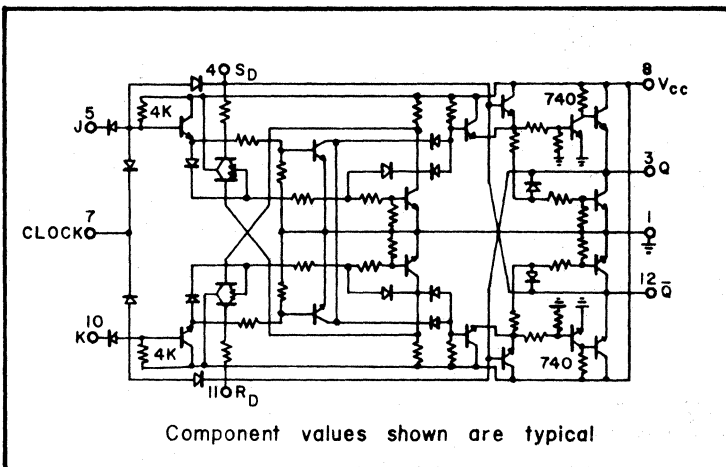 4 S_D
8 V_CC
5
J
4K
740
3 Q
7
CLOCK
1
12 Q̅
10
K
4K
740
11 R_D
Component values shown are typical